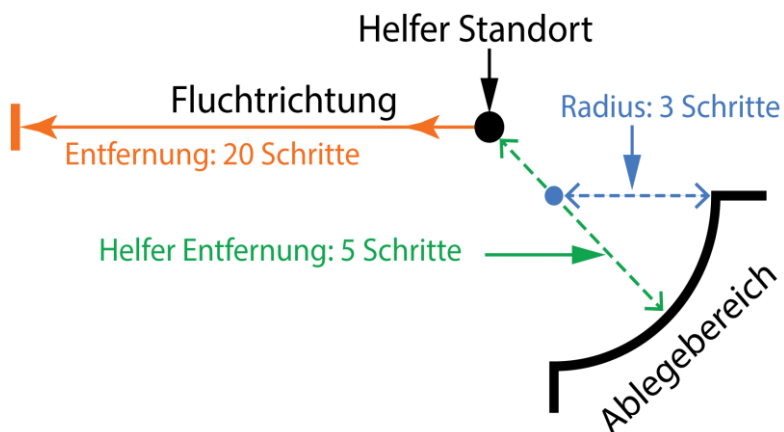 Helfer Standort
Fluchtrichtung
Radius: 3 Schritte
Entfernung: 20 Schritte
Helfer Entfernung: 5 Schritte
Ablegebereich